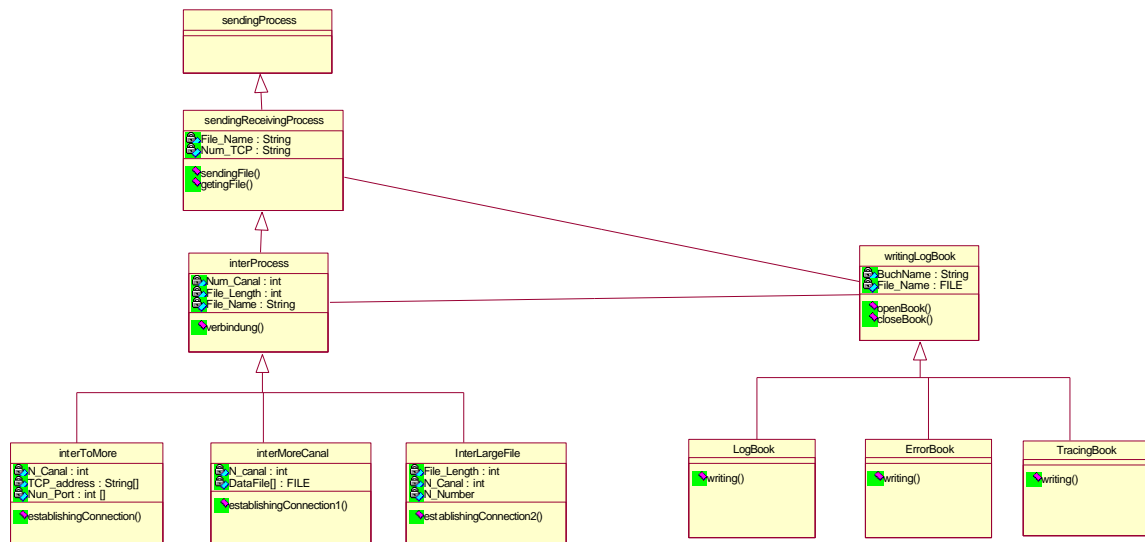 sendingProcess
sendingReceivingProcess
File_Name : String
Num_TCP : String
sendingFile()
getingFile()
interProcess
Num_Canal : int
File_Length : int
File_Name : String
verbindung()
writingLogBook
BuchName : String
File_Name : FILE
openBook()
closeBook()
interToMore
N_Canal : int
TCP_address : String[]
Nun_Port : int []
establishingConnection()
interMoreCanal
N_canal : int
DataFile[] : FILE
establishingConnection1()
InterLargeFile
File_Length : int
N_Canal : int
N_Number
establishingConnection2()
LogBook
writing()
ErrorBook
writing()
TracingBook
writing()